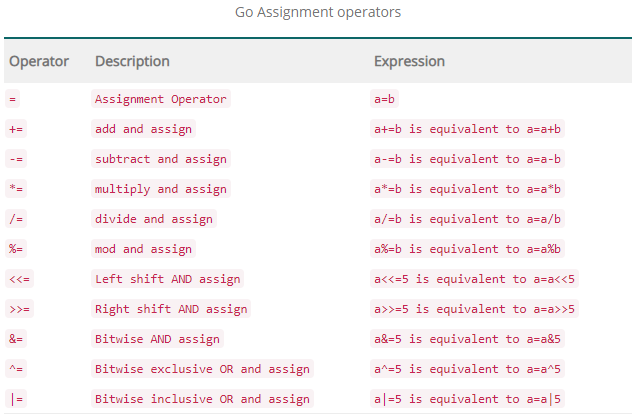 Go Assignment operators
Operator Description Expression
= Assignment Operator a=b
+= add and assign a+=b is equivalent to a=a+b
-= subtract and assign a-=b is equivalent to a=a-b
*= multiply and assign a*=b is equivalent to a=a*b
/= divide and assign a/=b is equivalent to a=a/b
%= mod and assign a%=b is equivalent to a=a%b
<<= Left shift AND assign a<<=5 is equivalent to a=a<<5
>>= Right shift AND assign a>>=5 is equivalent to a=a>>5
&= Bitwise AND assign a&=5 is equivalent to a=a&5
^= Bitwise exclusive OR and assign a^=5 is equivalent to a=a^5
|= Bitwise inclusive OR and assign a|=5 is equivalent to a=a|5